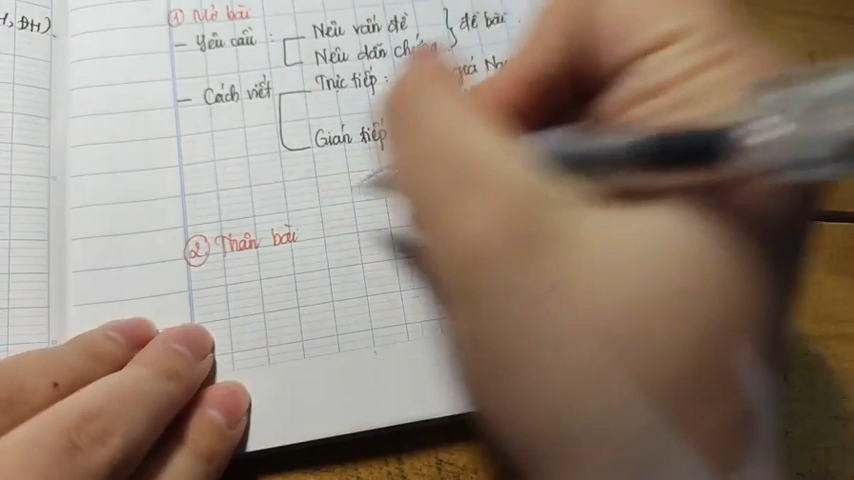 H, ĐH)
① Mở bài
- Yêu cầu : Nêu vấn đề } đề bài
Nêu dẫn chứng
- Cách viết Trực tiếp :
Gián tiếp
② Thân bài